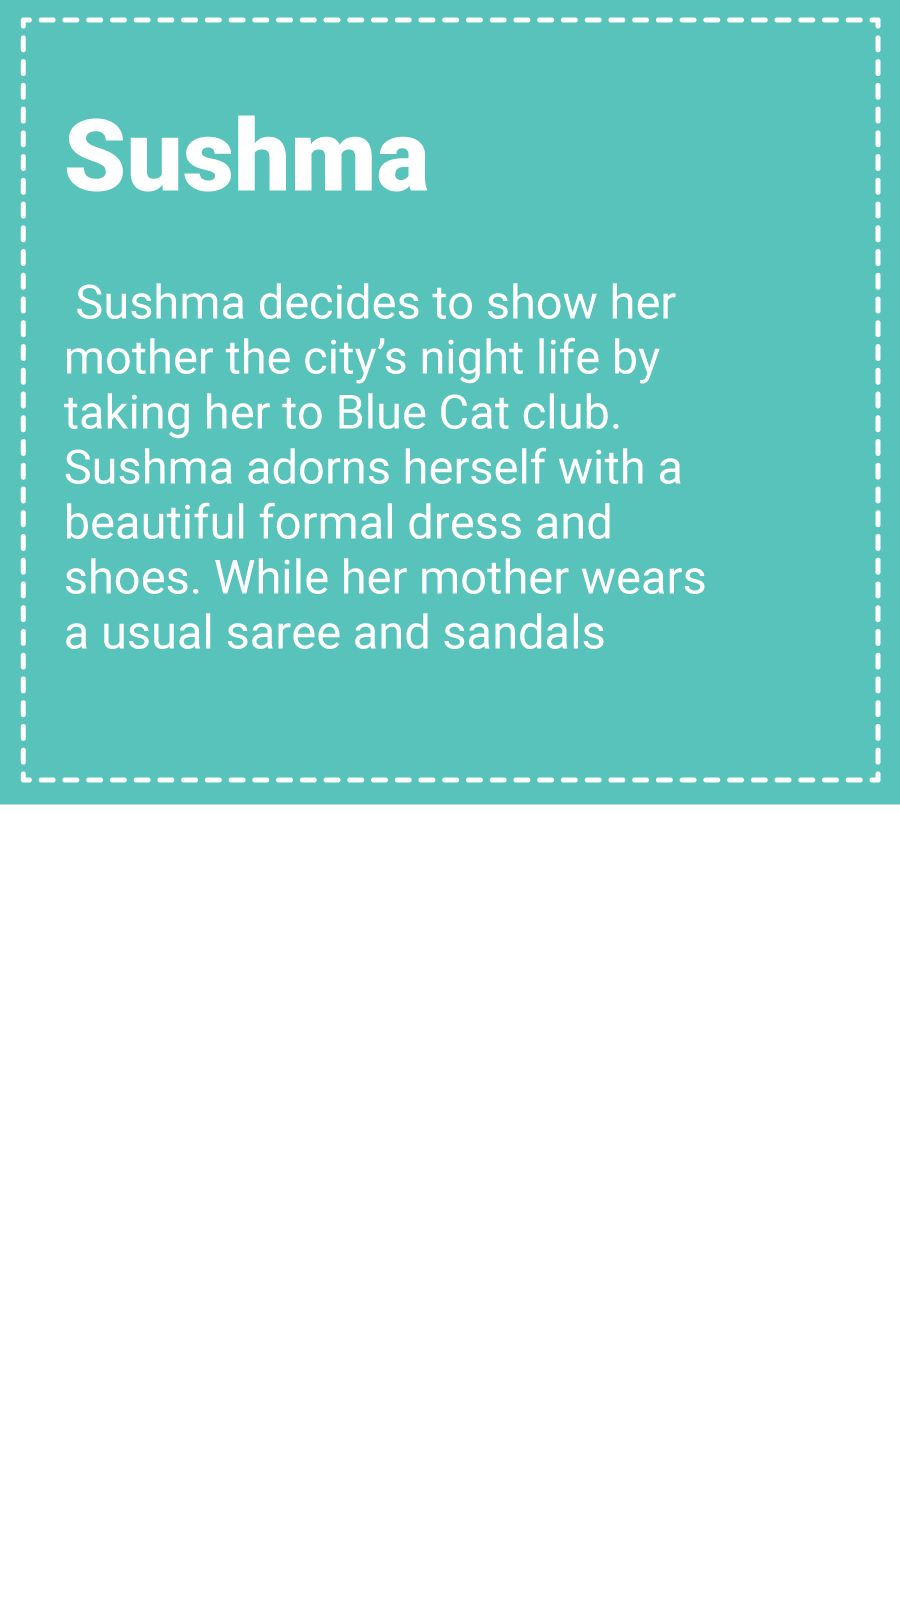 Sushma
Sushma decides to show her
mother the city’s night life by
taking her to Blue Cat club.
Sushma adorns herself with a
beautiful formal dress and
shoes. While her mother wears
a usual saree and sandals